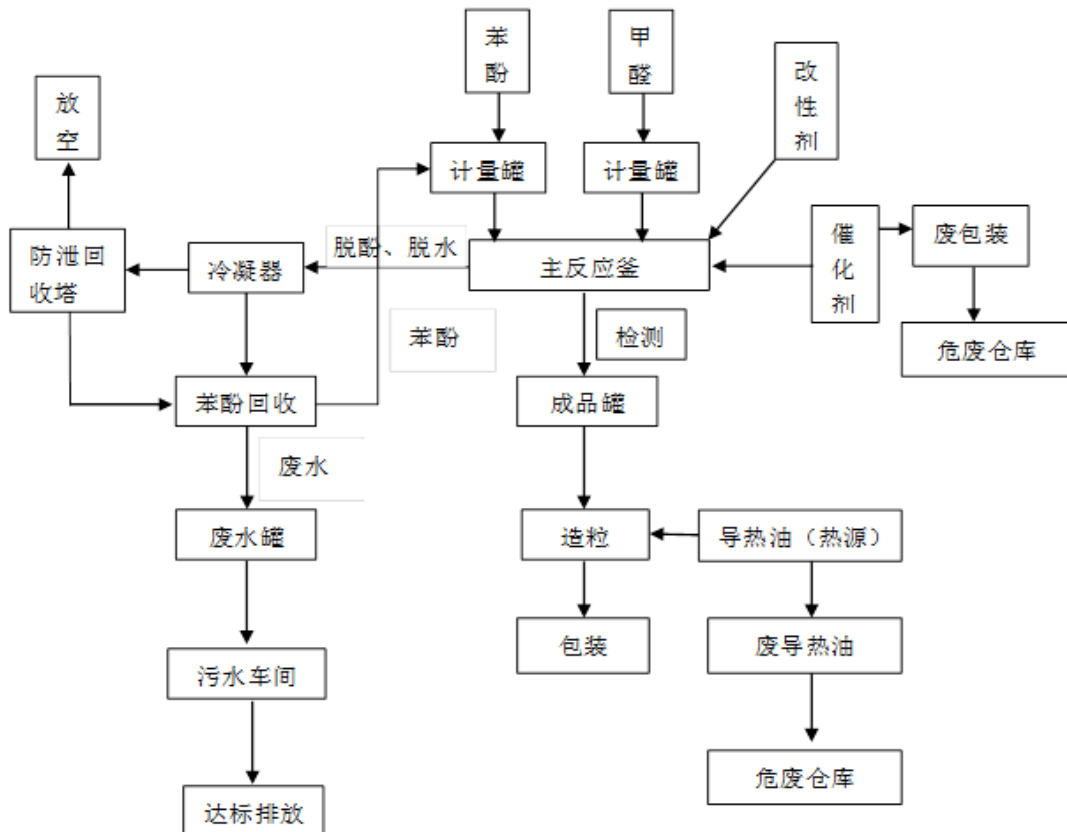 苯
酚
甲
醛
改
性
剂
放
空
计量罐
计量罐
催
化
剂
废包装
防泄回
收塔
冷凝器
脱酚、脱水
主反应釜
苯酚
检测
危废仓库
苯酚回收
成品罐
废水
废水罐
造粒
导热油（热源）
包装
废导热油
污水车间
危废仓库
达标排放